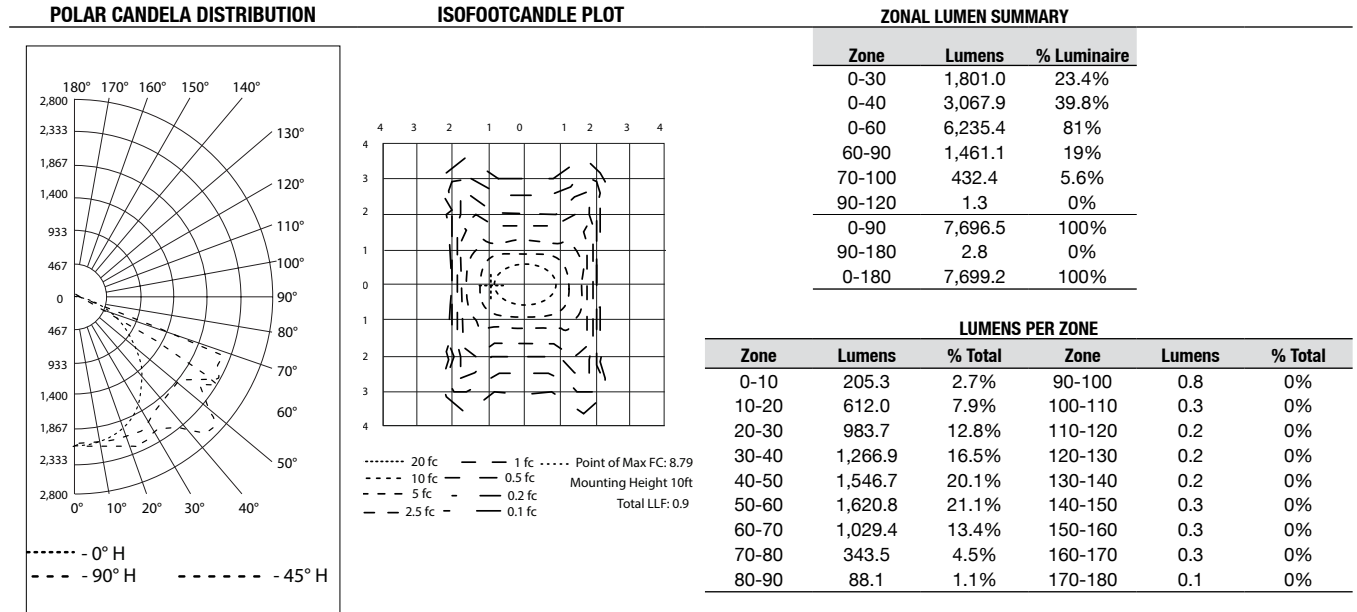 POLAR CANDELA DISTRIBUTION
180° 170° 160° 150° 140°
2,800
2,333
1,867
1,400
933
467
0
467
933
1,400
1,867
2,333
2,800
130°
120°
110°
100°
90°
80°
70°
60°
50°
0° 10° 20° 30° 40°
- 0° H
- 90° H - 45° H
ISOFOOTCANDLE PLOT
4 3 2 1 0 1 2 3 4
4
3
2
1
0
1
2
3
4
20 fc 1 fc Point of Max FC: 8.79
10 fc 0.5 fc Mounting Height 10ft
5 fc 0.2 fc Total LLF: 0.9
2.5 fc 0.1 fc
ZONAL LUMEN SUMMARY
Zone Lumens % Luminaire
0-30 1,801.0 23.4%
0-40 3,067.9 39.8%
0-60 6,235.4 81%
60-90 1,461.1 19%
70-100 432.4 5.6%
90-120 1.3 0%
0-90 7,696.5 100%
90-180 2.8 0%
0-180 7,699.2 100%
LUMENS PER ZONE
Zone Lumens % Total Zone Lumens % Total
0-10 205.3 2.7% 90-100 0.8 0%
10-20 612.0 7.9% 100-110 0.3 0%
20-30 983.7 12.8% 110-120 0.2 0%
30-40 1,266.9 16.5% 120-130 0.2 0%
40-50 1,546.7 20.1% 130-140 0.2 0%
50-60 1,620.8 21.1% 140-150 0.3 0%
60-70 1,029.4 13.4% 150-160 0.3 0%
70-80 343.5 4.5% 160-170 0.3 0%
80-90 88.1 1.1% 170-180 0.1 0%